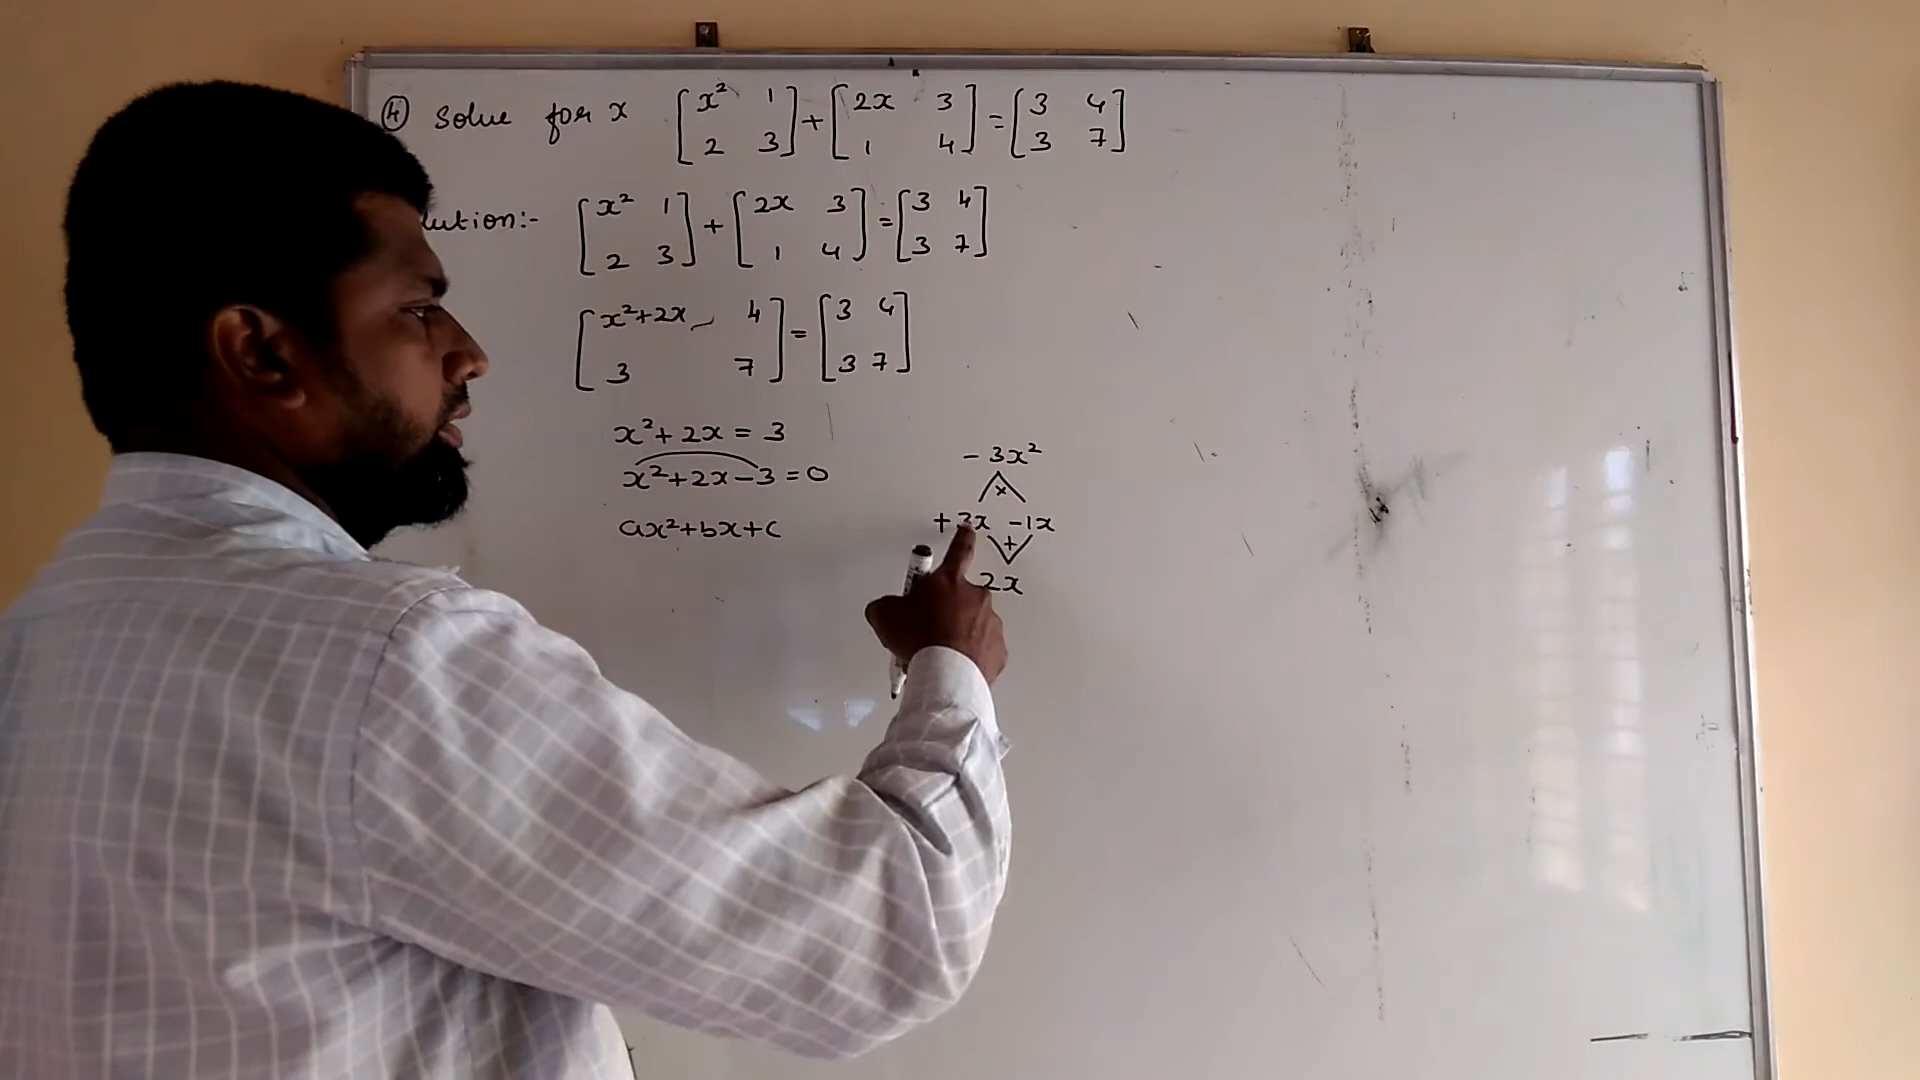 ④ Solve for x [x² 1 2 3] + [2x 3 1 4] = [3 4 3 7]
lution:- [x² 1 2 3] + [2x 3 1 4] = [3 4 3 7]
[x²+2x 4 3 7] = [3 4 3 7]
x²+2x = 3
x²+2x-3=0
ax²+bx+c
-3x²
×
+3x -1x
+
2x